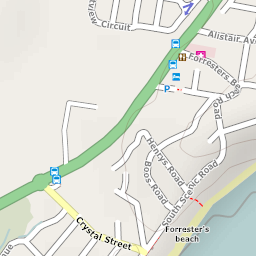 view
Circuit
Alistair Av
Forresters Beach
Road
P
Henrys Road
Boos Road
South Scenic Road
Crystal Street
Forrester's
beach